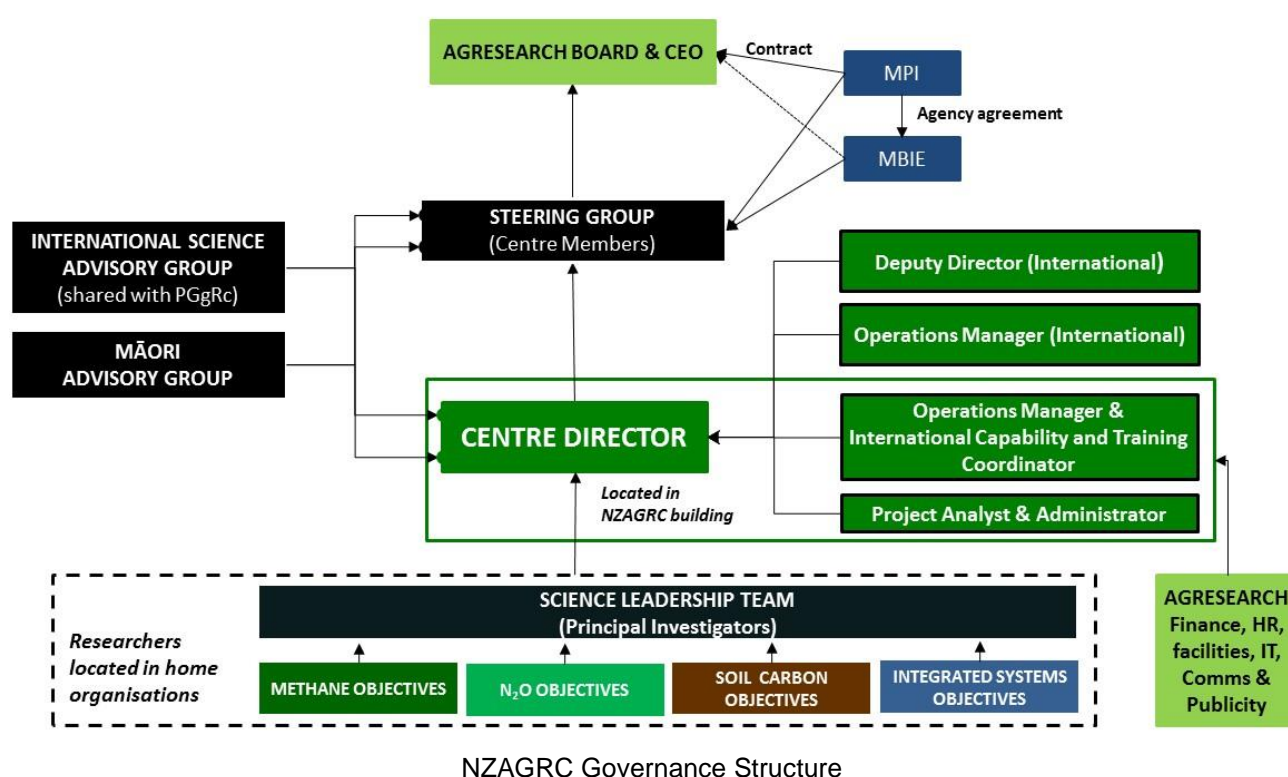 AGRESEARCH BOARD & CEO
Contract
MPI
Agency agreement
MBIE
STEERING GROUP
(Centre Members)
INTERNATIONAL SCIENCE
ADVISORY GROUP
(shared with PGgRc)
MĀORI
ADVISORY GROUP
Deputy Director (International)
Operations Manager (International)
CENTRE DIRECTOR
Operations Manager &
International Capability and Training
Coordinator
Located in
NZAGRC building
Project Analyst & Administrator
SCIENCE LEADERSHIP TEAM
(Principal Investigators)
Researchers
located in home
organisations
METHANE OBJECTIVES
N₂O OBJECTIVES
SOIL CARBON
OBJECTIVES
INTEGRATED SYSTEMS
OBJECTIVES
AGRESEARCH
Finance, HR,
facilities, IT,
Comms &
Publicity
NZAGRC Governance Structure